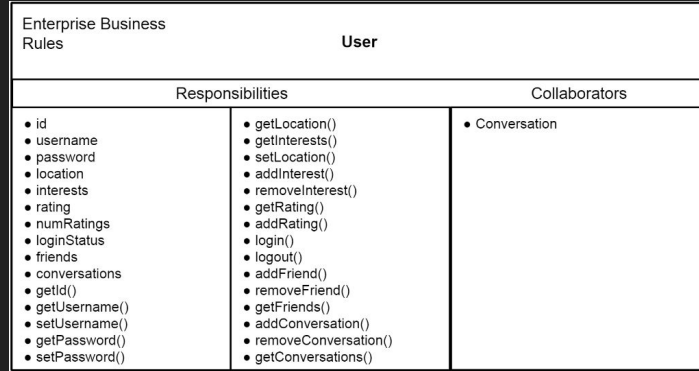 Enterprise Business
Rules
User
Responsibilities
Collaborators
• id
• username
• password
• location
• interests
• rating
• numRatings
• loginStatus
• friends
• conversations
• getId()
• getUsername()
• setUsername()
• getPassword()
• setPassword()
• getLocation()
• getInterests()
• setLocation()
• addInterest()
• removeInterest()
• getRating()
• addRating()
• login()
• logout()
• addFriend()
• removeFriend()
• getFriends()
• addConversation()
• removeConversation()
• getConversations()
• Conversation